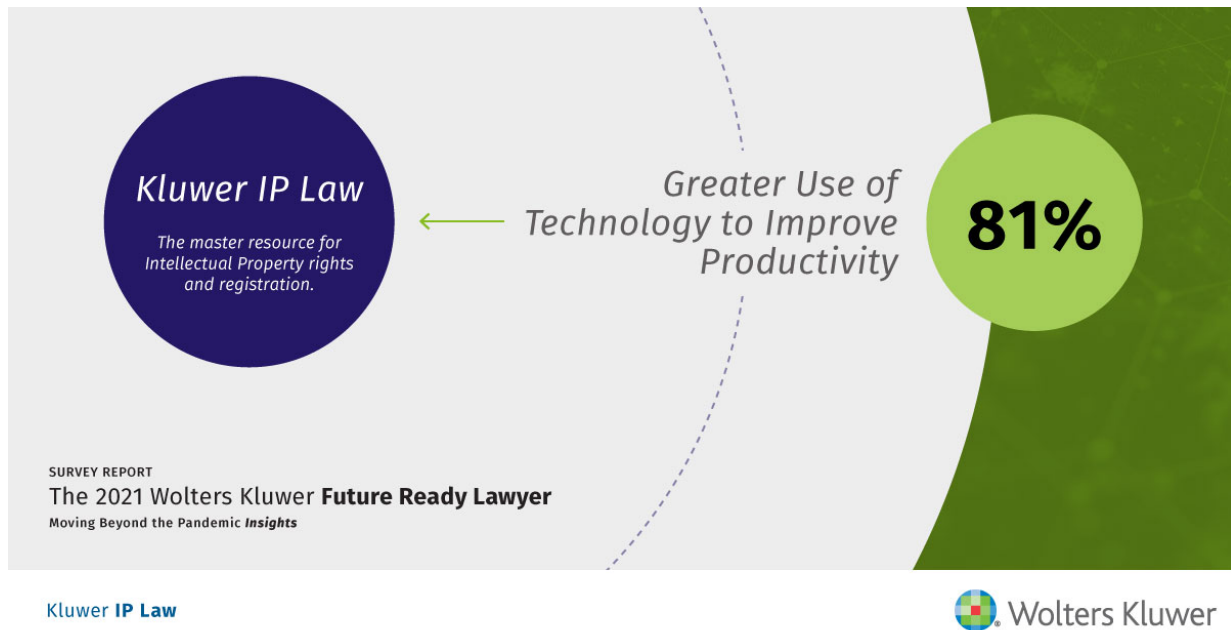 Kluwer IP Law
The master resource for
Intellectual Property rights
and registration.
Greater Use of
Technology to Improve
Productivity
81%
SURVEY REPORT
The 2021 Wolters Kluwer Future Ready Lawyer
Moving Beyond the Pandemic Insights
Kluwer IP Law
Wolters Kluwer